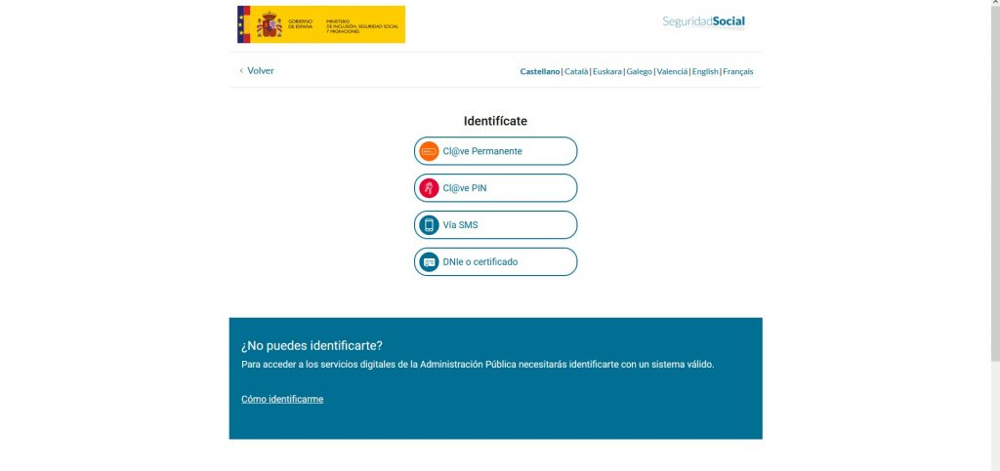 GOBIERNO
DE ESPAÑA
MINISTERIO
DE INCLUSIÓN, SEGURIDAD SOCIAL
Y MIGRACIONES
SeguridadSocial
‹ Volver
Castellano | Català | Euskara | Galego | Valencià | English | Français
Identifícate
Cl@ve Permanente
Cl@ve PIN
Vía SMS
DNIe o certificado
¿No puedes identificarte?
Para acceder a los servicios digitales de la Administración Pública necesitarás identificarte con un sistema válido.
Cómo identificarme